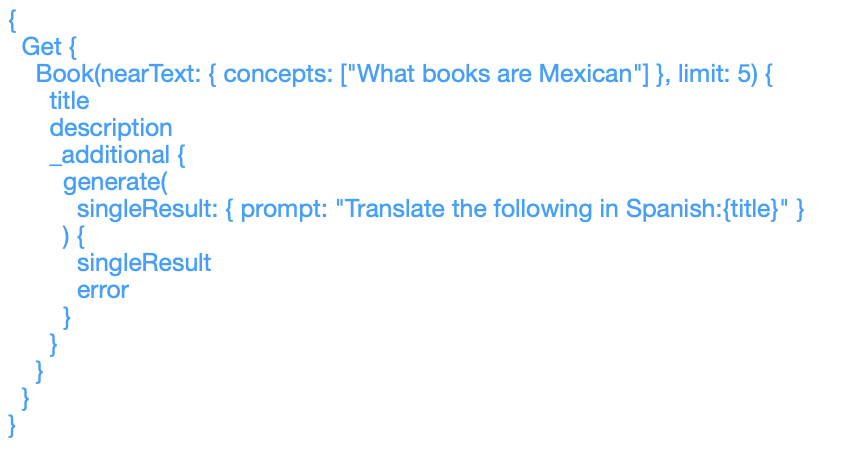 {
  Get {
    Book(nearText: { concepts: ["What books are Mexican"] }, limit: 5) {
      title
      description
      _additional {
        generate(
          singleResult: { prompt: "Translate the following in Spanish:{title}" }
        ) {
          singleResult
          error
        }
      }
    }
  }
}